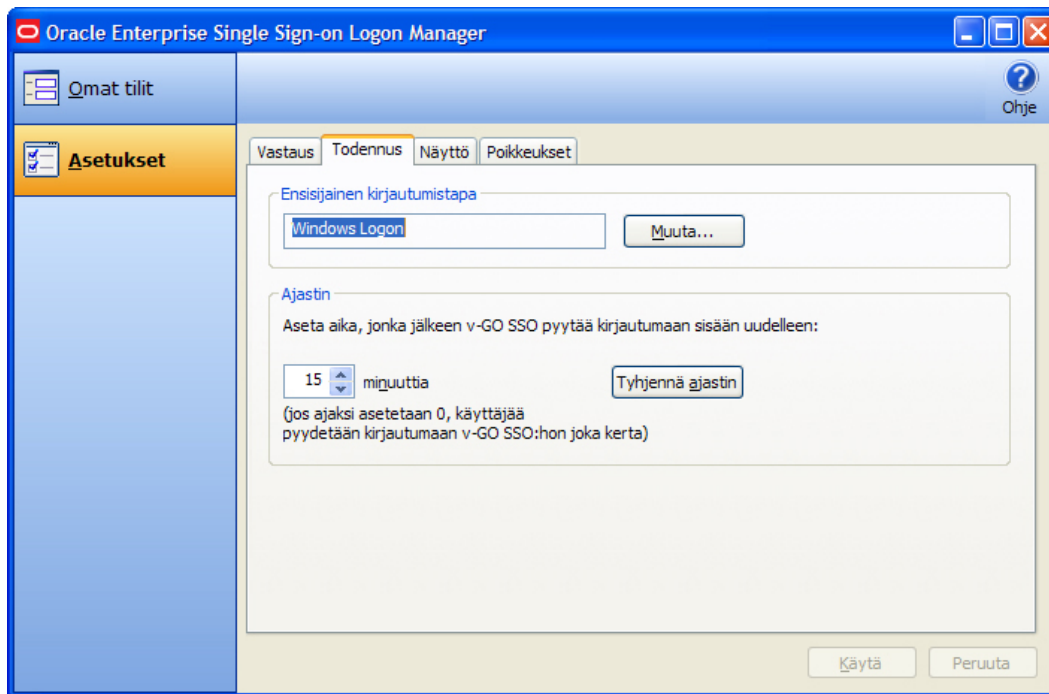 Oracle Enterprise Single Sign-on Logon Manager
Omat tilit
Asetukset
Ohje
Vastaus Todennus Näyttö Poikkeukset
Ensisijainen kirjautumistapa
Windows Logon Muuta...
Ajastin
Aseta aika, jonka jälkeen v-GO SSO pyytää kirjautumaan sisään uudelleen:
15 minuuttia Tyhjennä ajastin
(jos ajaksi asetetaan 0, käyttäjää
pyydetään kirjautumaan v-GO SSO:hon joka kerta)
Käytä Peruuta